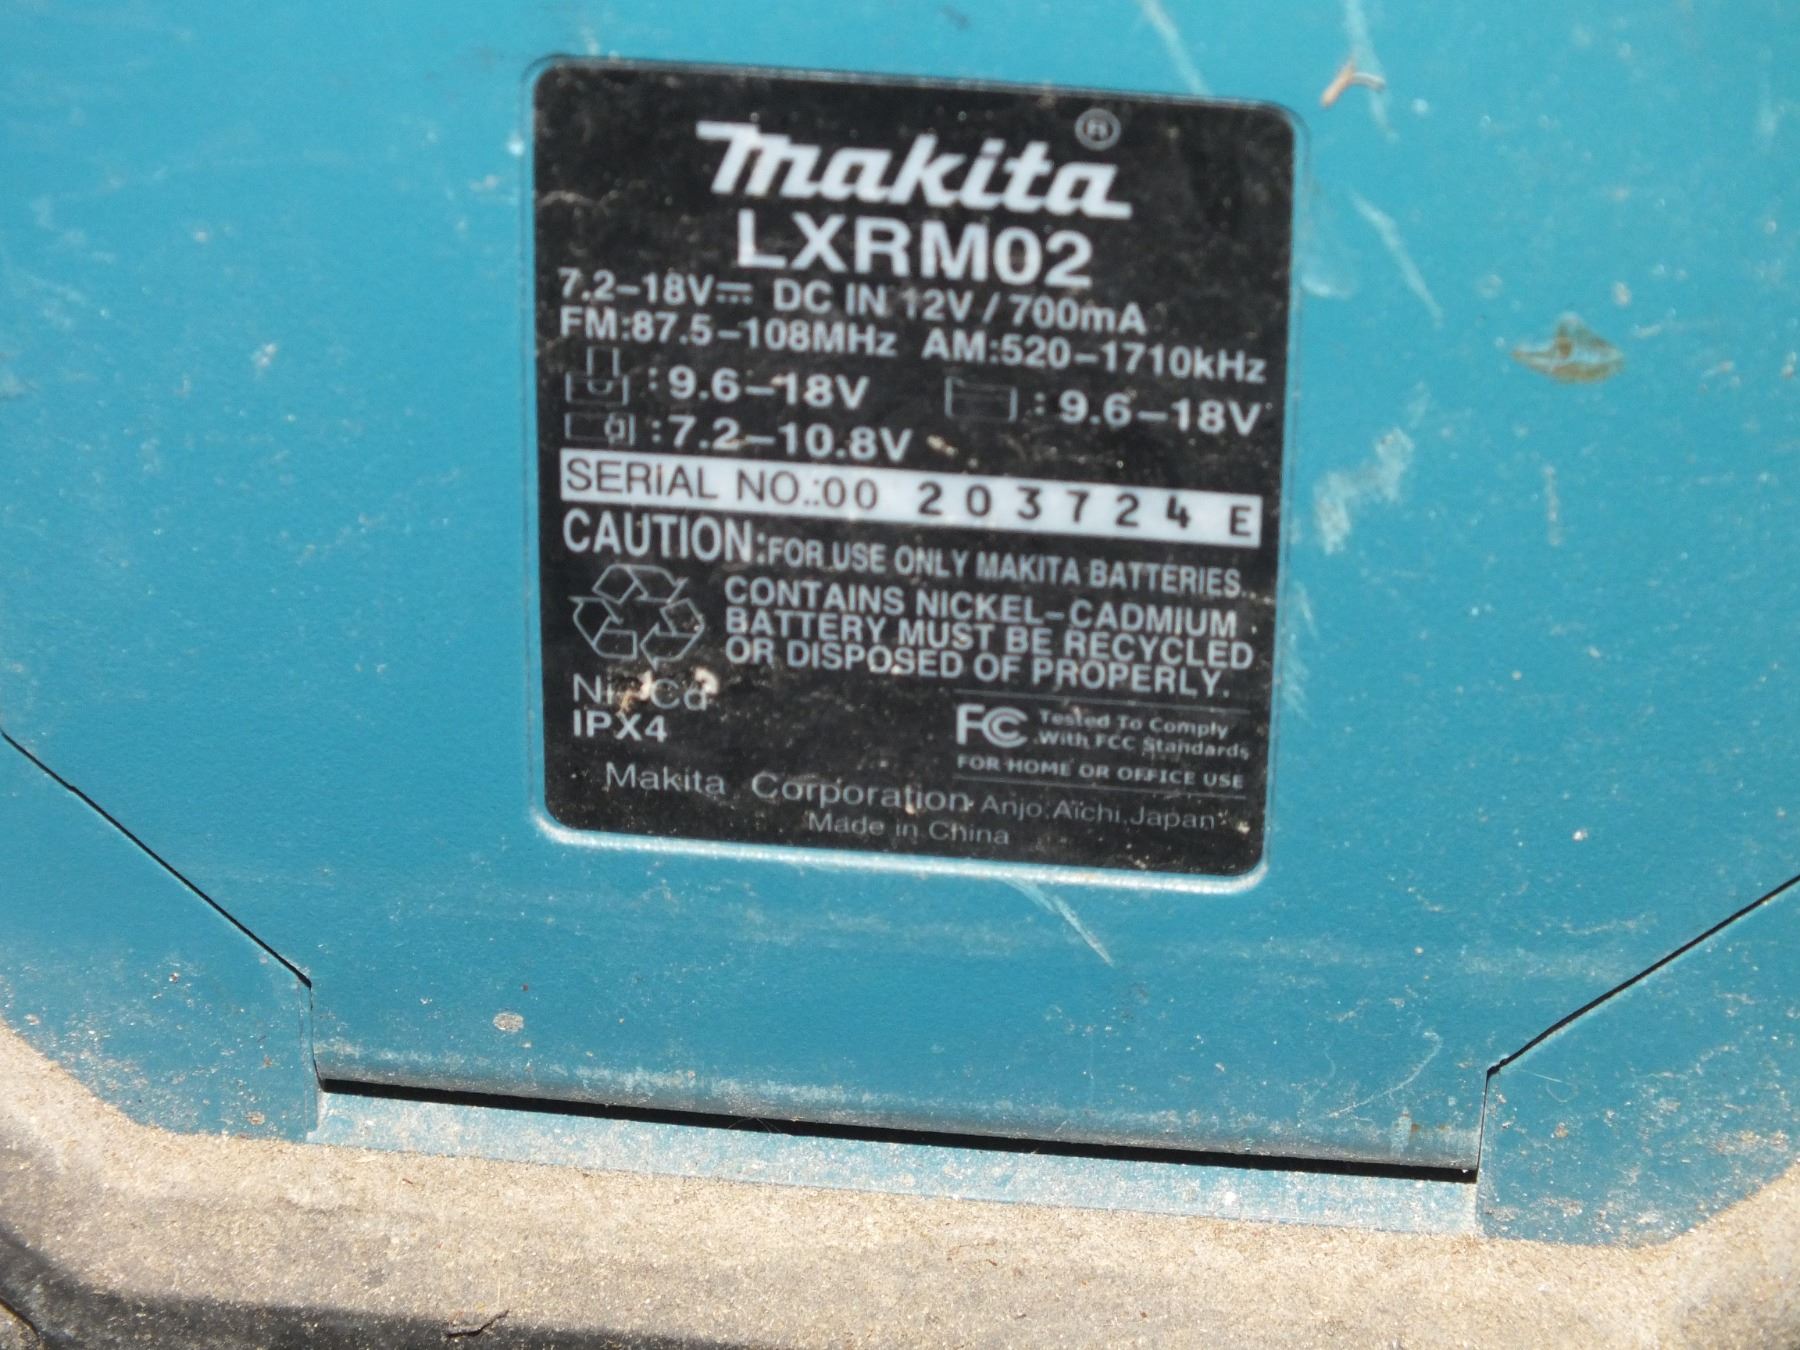 makita®
LXRM02
7.2–18V⎓ DC IN 12V / 700mA
FM:87.5–108MHz AM:520–1710kHz
:9.6–18V :9.6–18V
:7.2–10.8V
SERIAL NO.:00 203724 E
CAUTION:FOR USE ONLY MAKITA BATTERIES.
CONTAINS NICKEL–CADMIUM
BATTERY MUST BE RECYCLED
OR DISPOSED OF PROPERLY.
Ni-Cd
IPX4
FC Tested To Comply
With FCC Standards
FOR HOME OR OFFICE USE
Makita Corporation Anjo, Aichi, Japan
Made in China